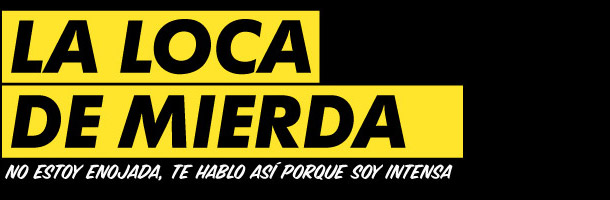 LA LOCA
DE MIERDA
NO ESTOY ENOJADA, TE HABLO ASÍ PORQUE SOY INTENSA